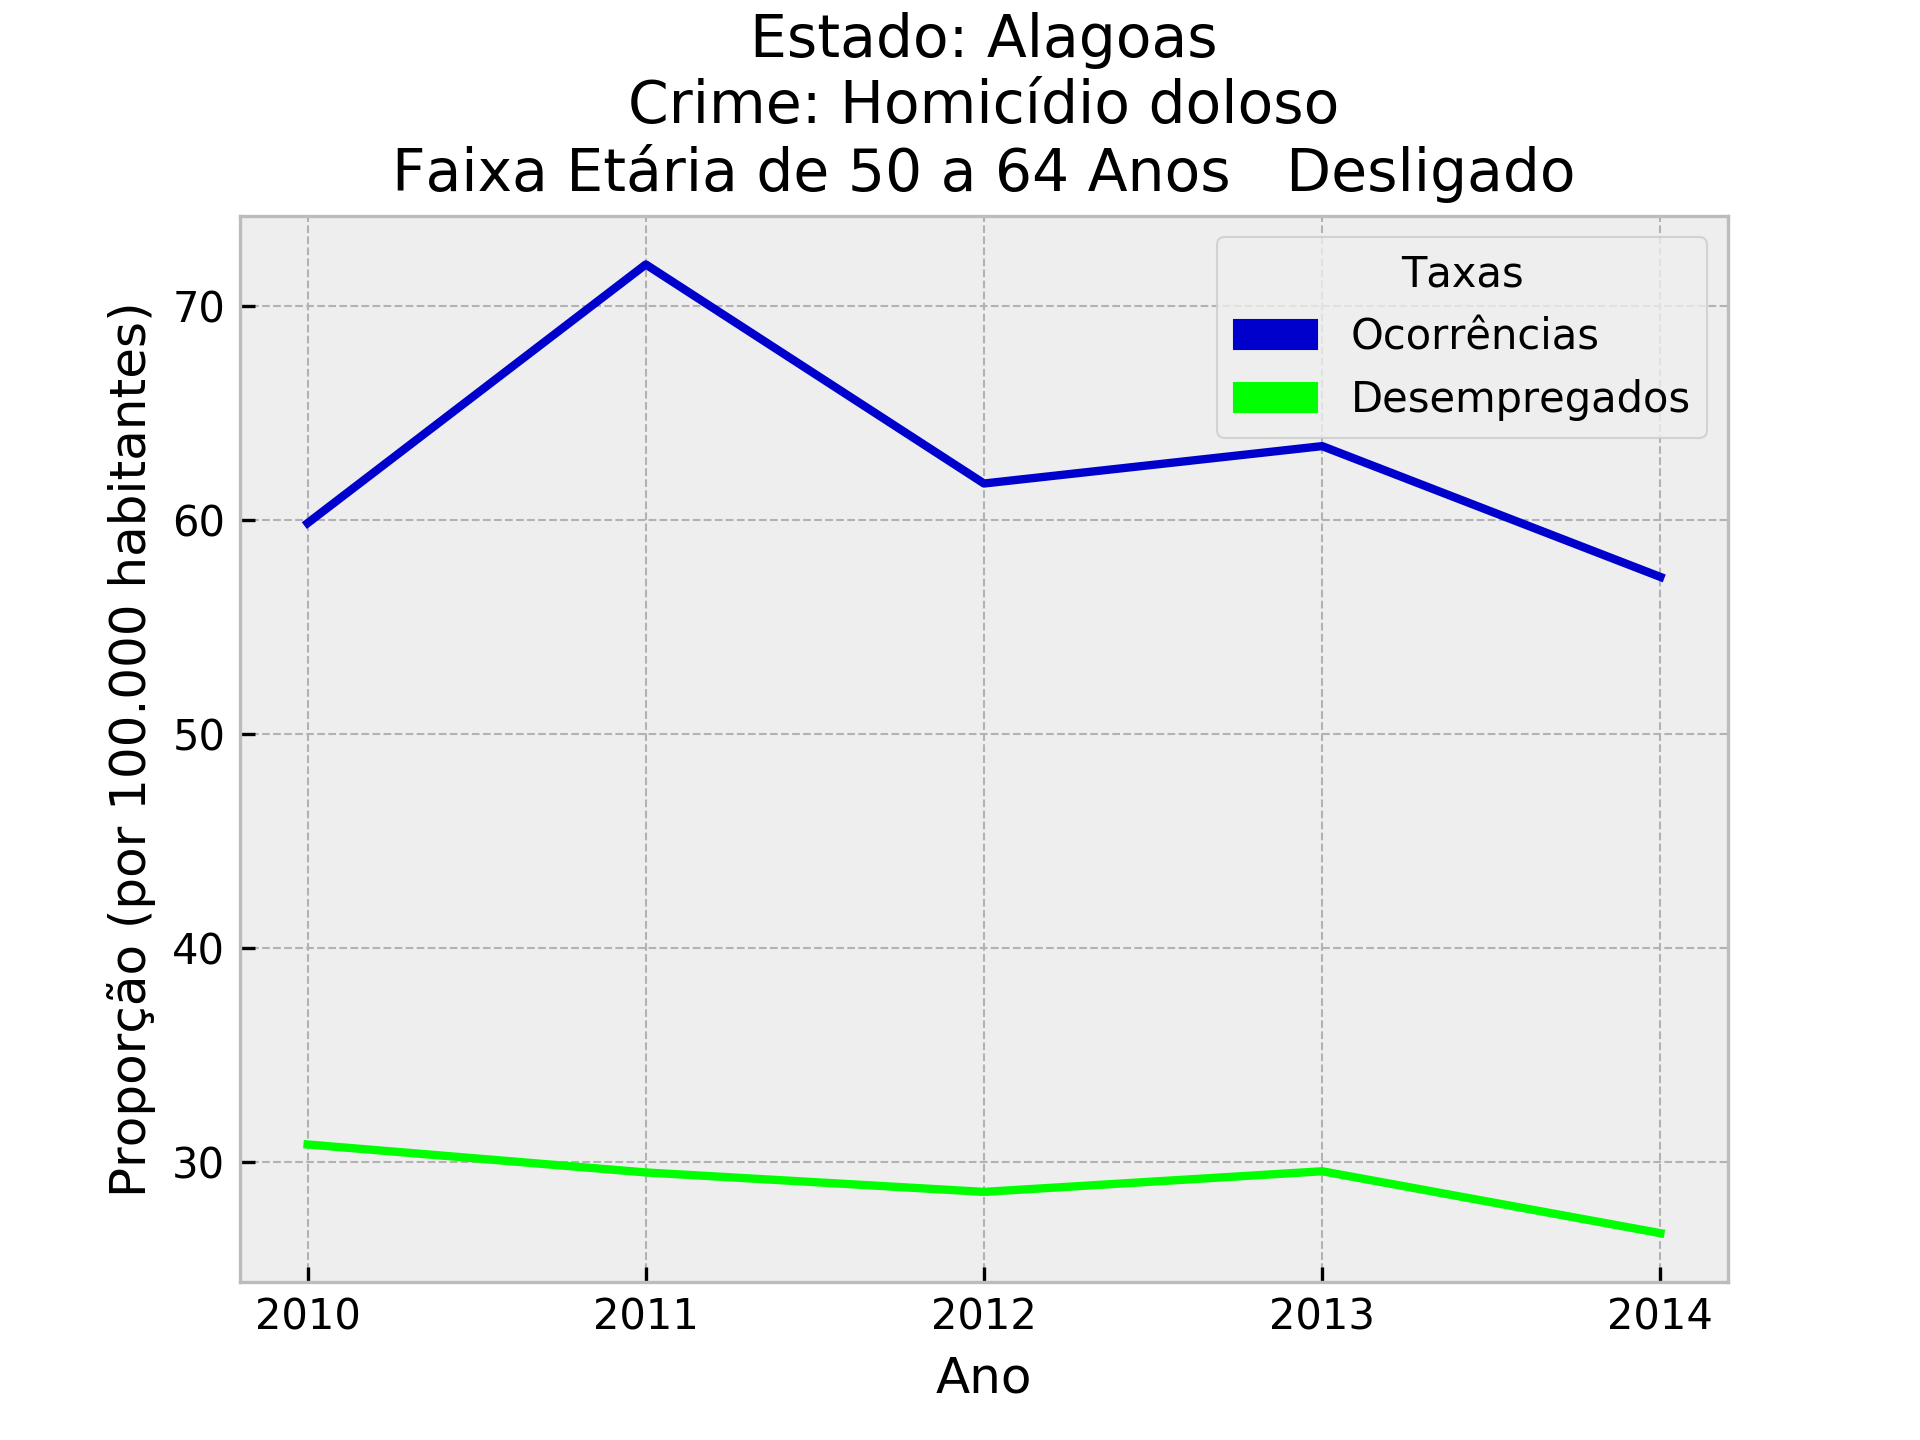 Estado: Alagoas
Crime: Homicídio doloso
Faixa Etária de 50 a 64 Anos   Desligado
Taxas
Ocorrências
Desempregados
Proporção (por 100.000 habitantes)
70
60
50
40
30
2010 2011 2012 2013 2014
Ano